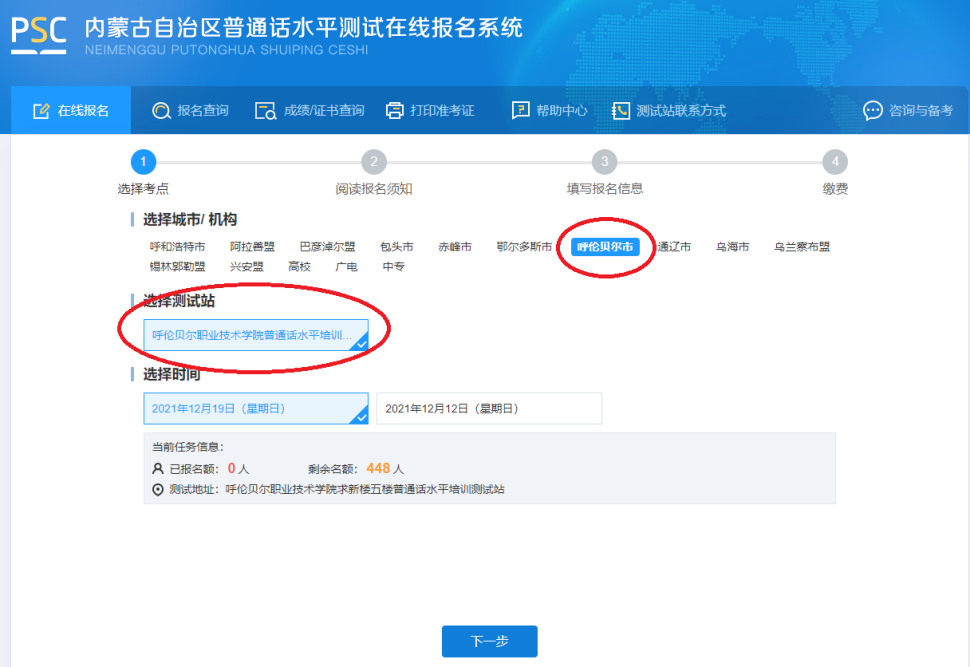 PSC 内蒙古自治区普通话水平测试在线报名系统
NEIMENGGU PUTONGHUA SHUIPING CESHI
在线报名 报名查询 成绩/证书查询 打印准考证 帮助中心 测试站联系方式 咨询与备考
1 2 3 4
选择考点 阅读报名须知 填写报名信息 缴费
选择城市/ 机构
呼和浩特市 阿拉善盟 巴彦淖尔盟 包头市 赤峰市 鄂尔多斯市 呼伦贝尔市 通辽市 乌海市 乌兰察布盟
锡林郭勒盟 兴安盟 高校 广电 中专
选择测试站
呼伦贝尔职业技术学院普通话水平培训...
选择时间
2021年12月19日（星期日） 2021年12月12日（星期日）
当前任务信息：
已报名额： 0 人 剩余名额： 448 人
测试地址： 呼伦贝尔职业技术学院求新楼五楼普通话水平培训测试站
下一步